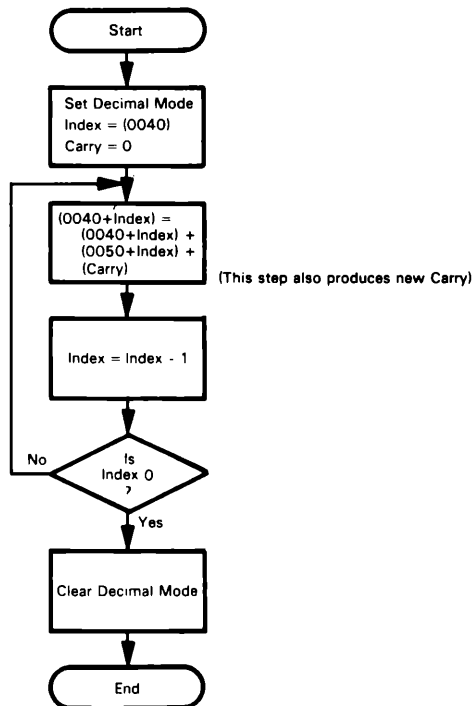 Start
Set Decimal Mode
Index = (0040)
Carry = 0
(0040+Index) =
(0040+Index) +
(0050+Index) +
(Carry)
(This step also produces new Carry)
Index = Index - 1
No
Is
Index 0
?
Yes
Clear Decimal Mode
End